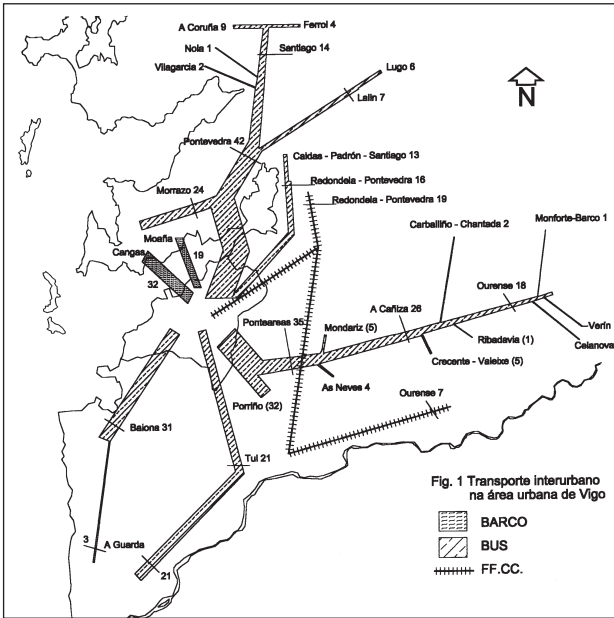 A Coruña 9
Ferrol 4
Nola 1
Santiago 14
Vilagarcia 2
Lugo 6
Lalin 7
N
Pontevedra 42
Caldas - Padrón - Santiago 13
Redondela - Pontevedra 16
Morrazo 24
Redondela - Pontevedra 19
Carballiño - Chantada 2
Monforte-Barco 1
Moaña
Cangas
19
32
Ourense 18
A Cañiza 26
Ponteareas 35
Mondariz (5)
Verín
Ribadavia (1)
Celanova
Crecente - Valeixe (5)
As Neves 4
Porriño (32)
Ourense 7
Baiona 31
Tui 21
3
A Guarda
21
Fig. 1 Transporte interurbano
na área urbana de Vigo
BARCO
BUS
FF.CC.